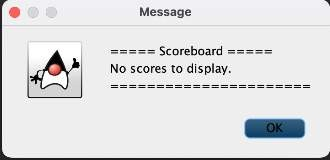 Message
===== Scoreboard =====
No scores to display.
======================
OK